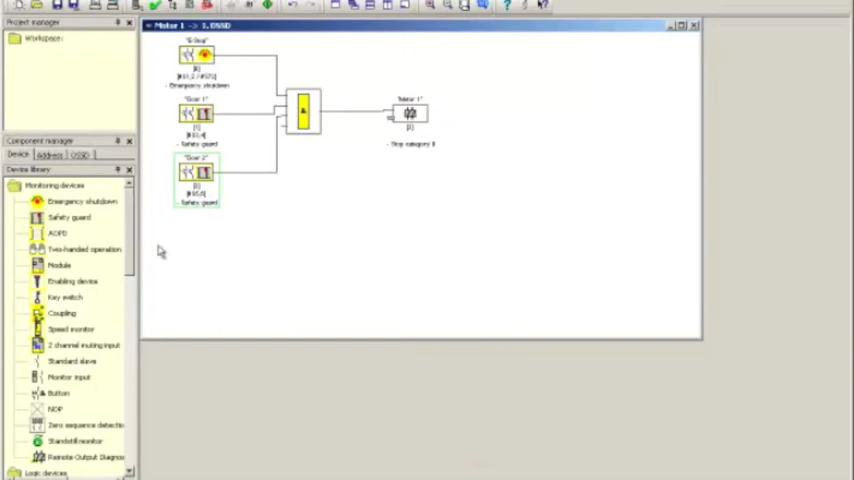 Project manager
Workspace:
Component manager
Device
Address
OSSD
Device library
Monitoring devices
Emergency shutdown
Safety guard
AOPD
Two-handed operation
Module
Enabling device
Key switch
Coupling
Speed monitor
2 channel muting input
Standard slave
Monitor input
Button
NOP
Zero sequence detectio
Standstill monitor
Remote Output Diagnos
Logic devices
Motor 1 -> 1.OSSD
"E-Stop"
- Emergency shutdown
"Door 1"
[1]
- Safety guard
"Door 2"
- Safety guard
&
"Motor 1"
- Stop category 0